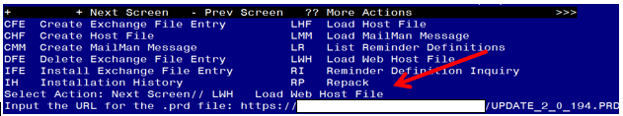 + + Next Screen - Prev Screen ?? More Actions >>>
CFE Create Exchange File Entry LHF Load Host File
CHF Create Host File LMM Load MailMan Message
CMM Create MailMan Message LR List Reminder Definitions
DFE Delete Exchange File Entry LWH Load Web Host File
IFE Install Exchange File Entry RI Reminder Definition Inquiry
IH Installation History RP Repack
Select Action: Next Screen// LWH Load Web Host File
Input the URL for the .prd file: https:// /UPDATE_2_0_194.PRD